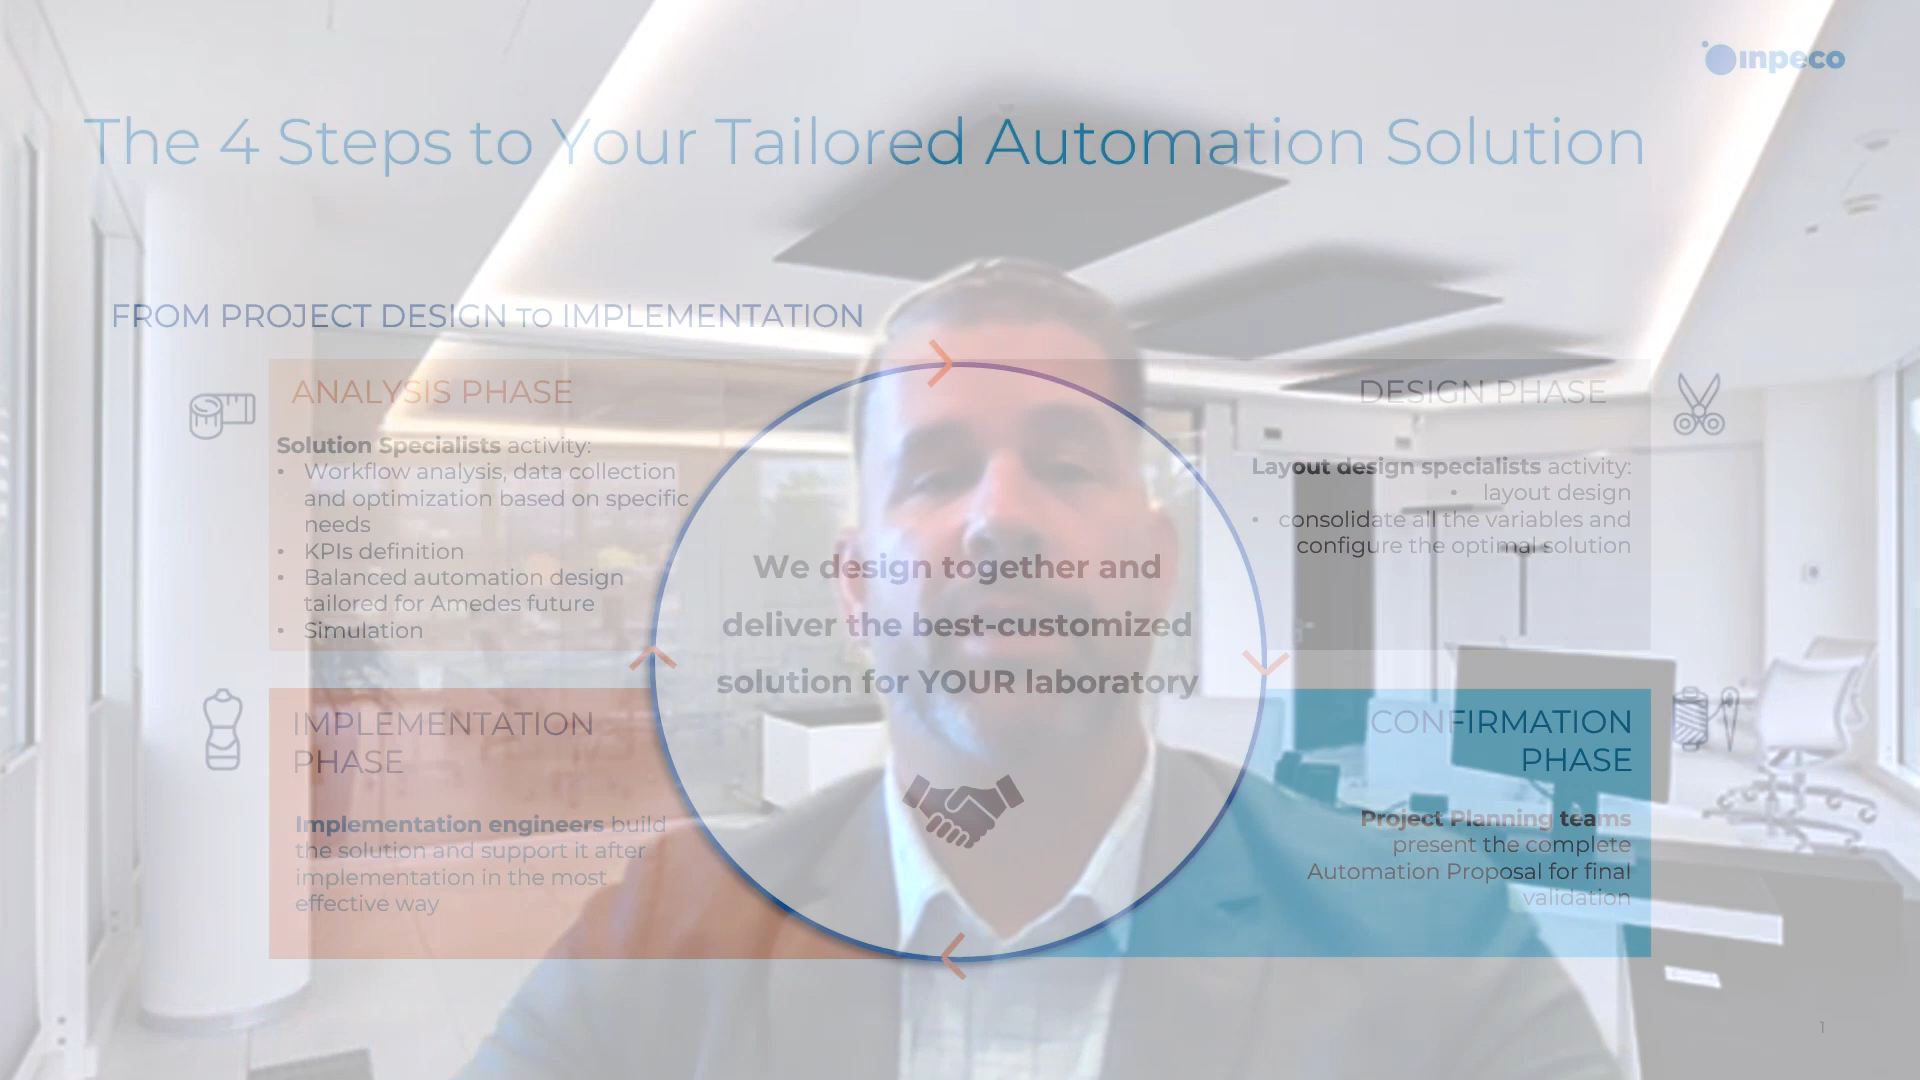 inpeco
The 4 Steps to Your Tailored Automation Solution
FROM PROJECT DESIGN TO IMPLEMENTATION
ANALYSIS PHASE
Solution Specialists activity:
• Workflow analysis, data collection
and optimization based on specific
needs
• KPIs definition
• Balanced automation design
tailored for Amedes future
• Simulation
DESIGN PHASE
Layout design specialists activity:
• layout design
• consolidate all the variables and
configure the optimal solution
We design together and
deliver the best-customized
solution for YOUR laboratory
IMPLEMENTATION
PHASE
Implementation engineers build
the solution and support it after
implementation in the most
effective way
CONFIRMATION
PHASE
Project Planning teams
present the complete
Automation Proposal for final
validation
1